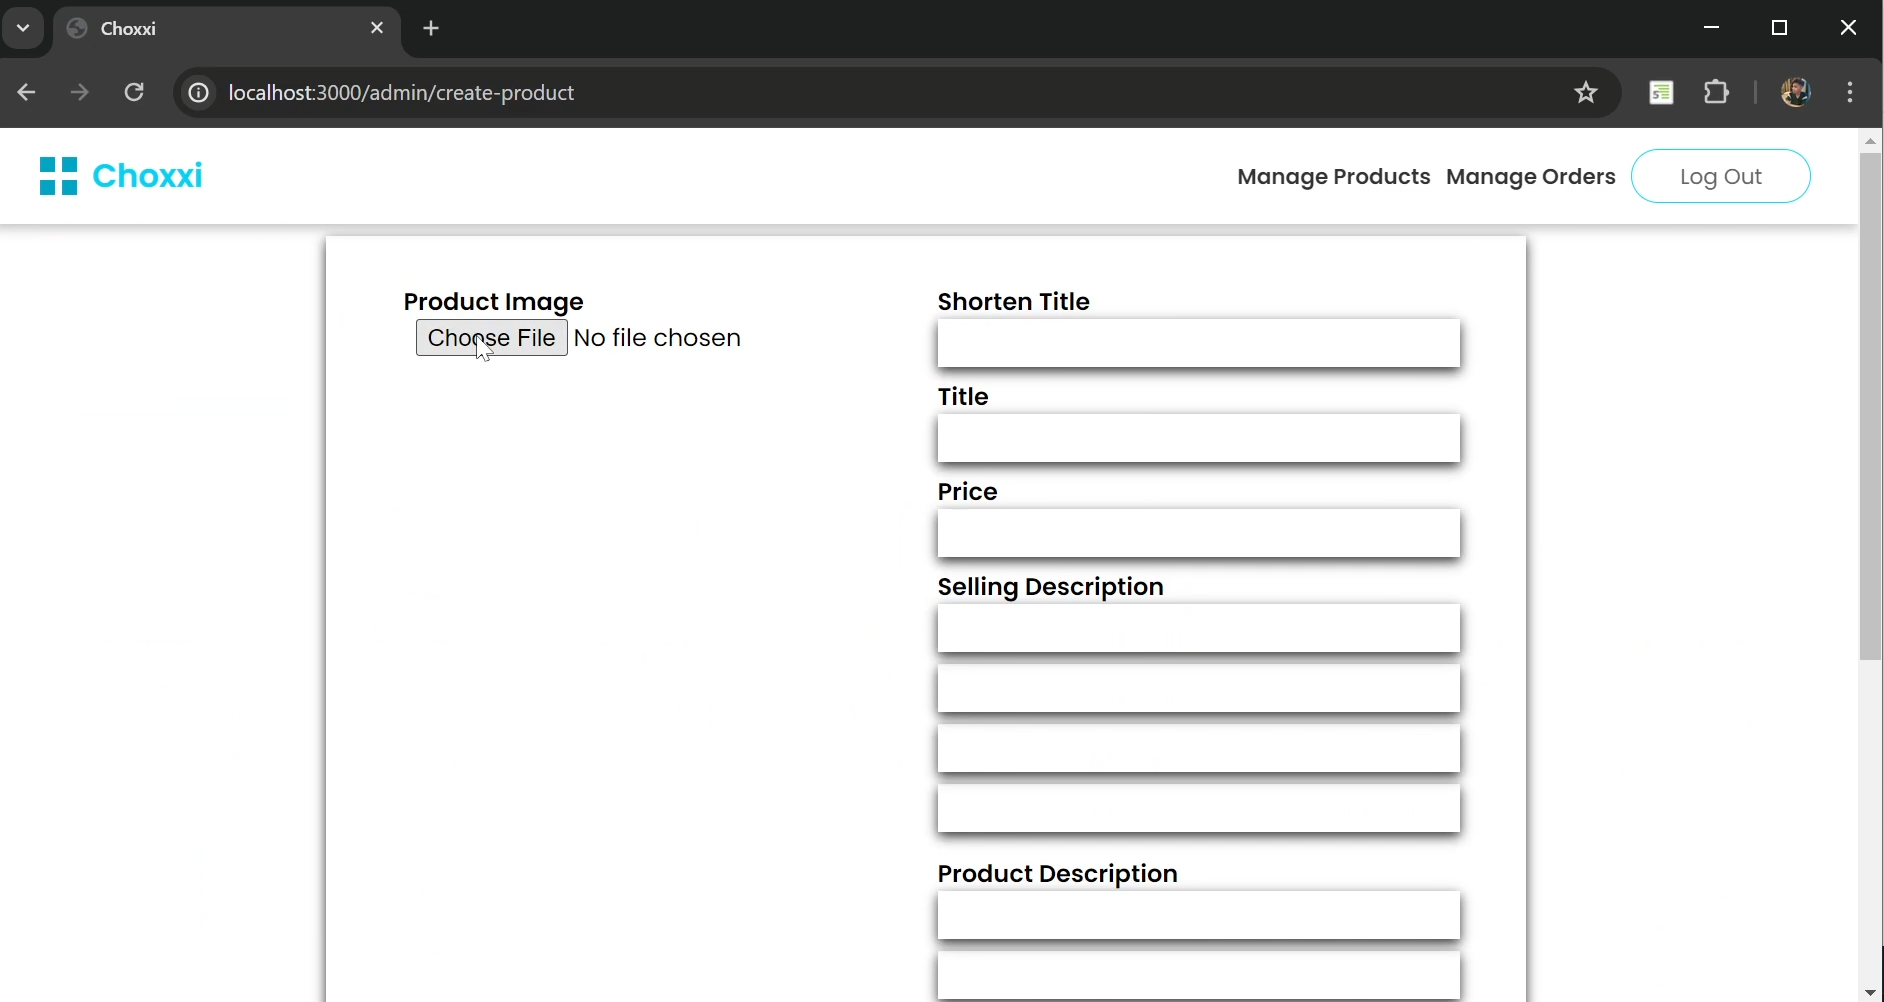 Choxxi
localhost:3000/admin/create-product
Choxxi
Manage Products Manage Orders Log Out
Product Image
Choose File No file chosen
Shorten Title
Title
Price
Selling Description
Product Description